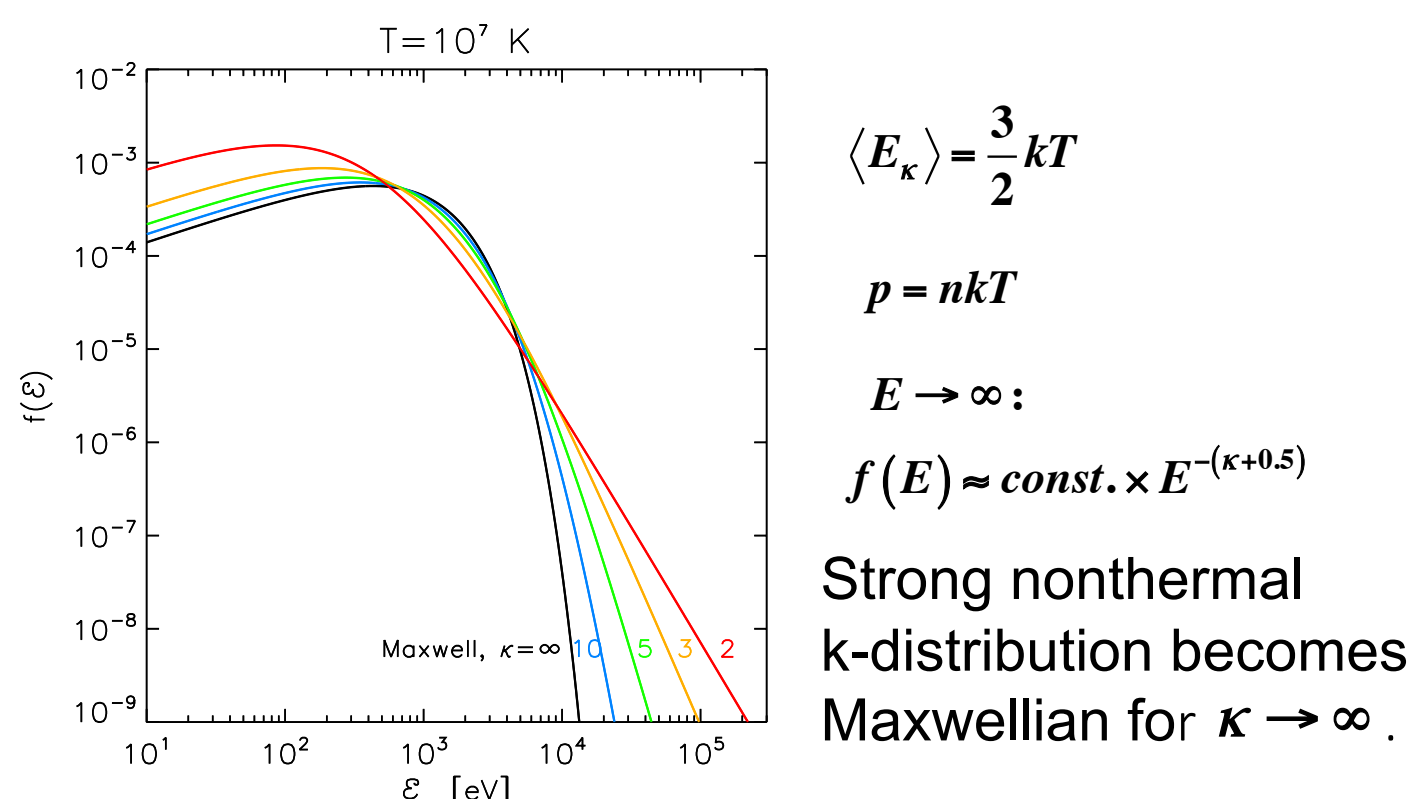 T=10⁷ K
10⁻²
10⁻³
10⁻⁴
10⁻⁵
10⁻⁶
10⁻⁷
10⁻⁸
10⁻⁹
f(ℰ)
Maxwell, κ=∞ 10 5 3 2
10¹ 10² 10³ 10⁴ 10⁵
ℰ [eV]
⟨E_κ⟩ = 3/2 kT
p = nkT
E → ∞ :
f(E) ≈ const. × E^−(κ+0.5)
Strong nonthermal
k-distribution becomes
Maxwellian for κ → ∞ .